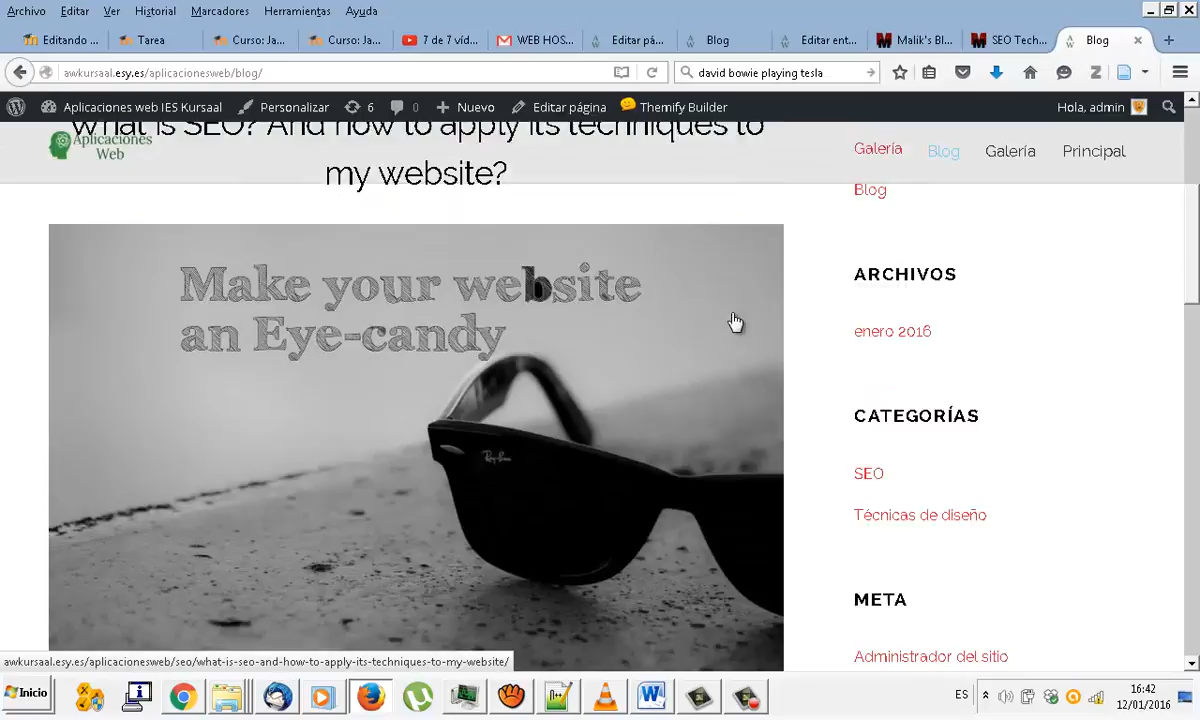 Archivo Editar Ver Historial Marcadores Herramientas Ayuda
Editando ... Tarea Curso: Ja... Curso: Ja... 7 de 7 víd... WEB HOS... Editar pá... Blog Editar ent... Malik's Bl... SEO Tech... Blog
awkursaal.esy.es/aplicacionesweb/blog/ david bowie playing tesla
Aplicaciones web IES Kursaal Personalizar 6 0 Nuevo Editar página Themify Builder Hola, admin
What is SEO? And how to apply its techniques to
my website?
Aplicaciones
Web
Galería Blog Galería Principal
Blog
Make your website
an Eye-candy
Ray-Ban
ARCHIVOS
enero 2016
CATEGORÍAS
SEO
Técnicas de diseño
META
Administrador del sitio
awkursaal.esy.es/aplicacionesweb/seo/what-is-seo-and-how-to-apply-its-techniques-to-my-website/
Inicio ES 16:42
12/01/2016